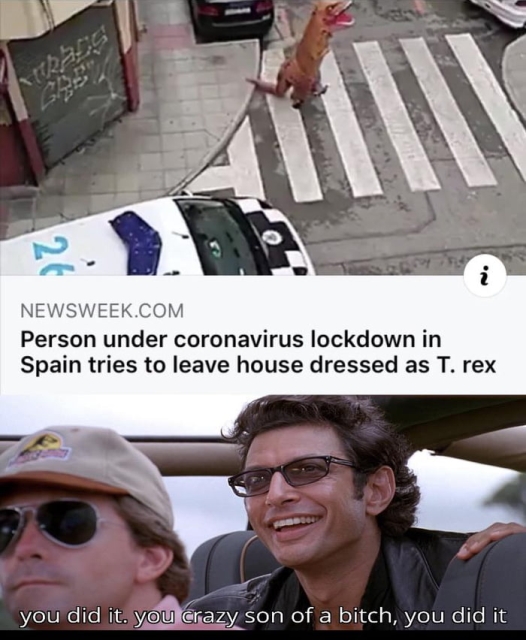 26
i
NEWSWEEK.COM
Person under coronavirus lockdown in
Spain tries to leave house dressed as T. rex
you did it. you crazy son of a bitch, you did it